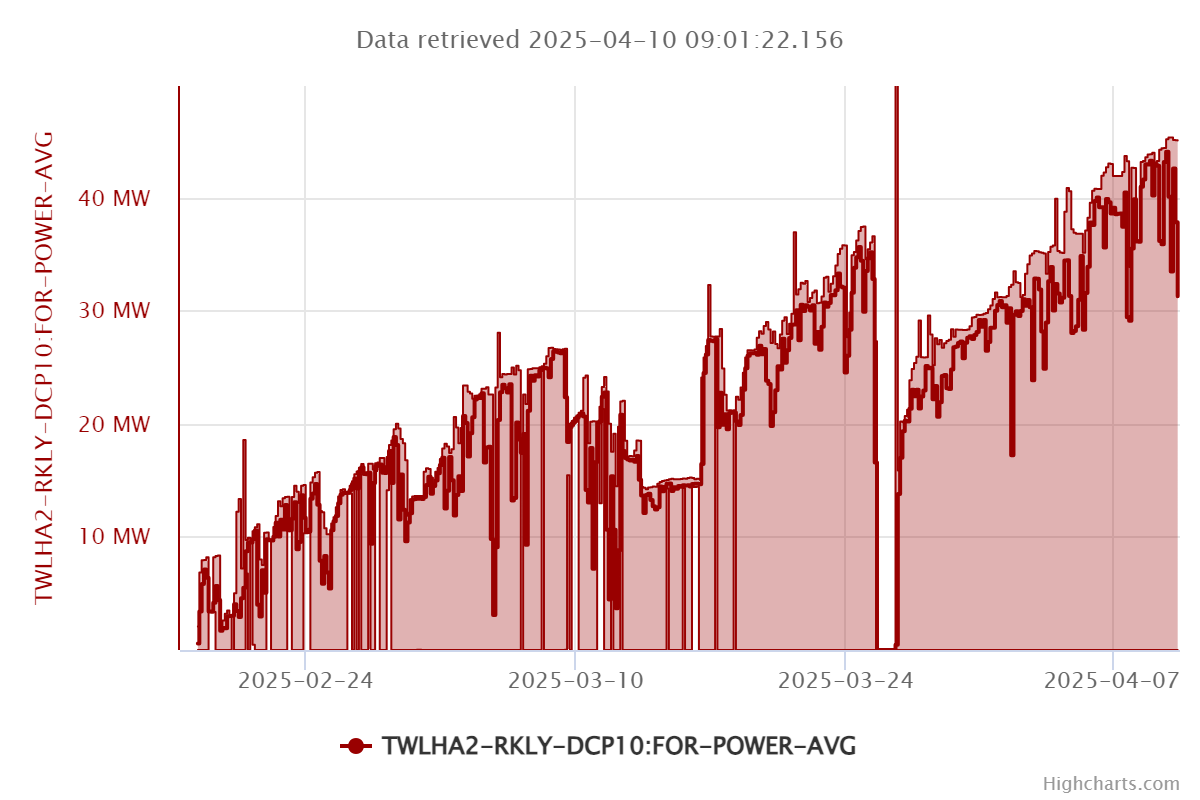 Data retrieved 2025-04-10 09:01:22.156
TWLHA2-RKLY-DCP10:FOR-POWER-AVG
40 MW
30 MW
20 MW
10 MW
2025-02-24
2025-03-10
2025-03-24
2025-04-07
TWLHA2-RKLY-DCP10:FOR-POWER-AVG
Highcharts.com